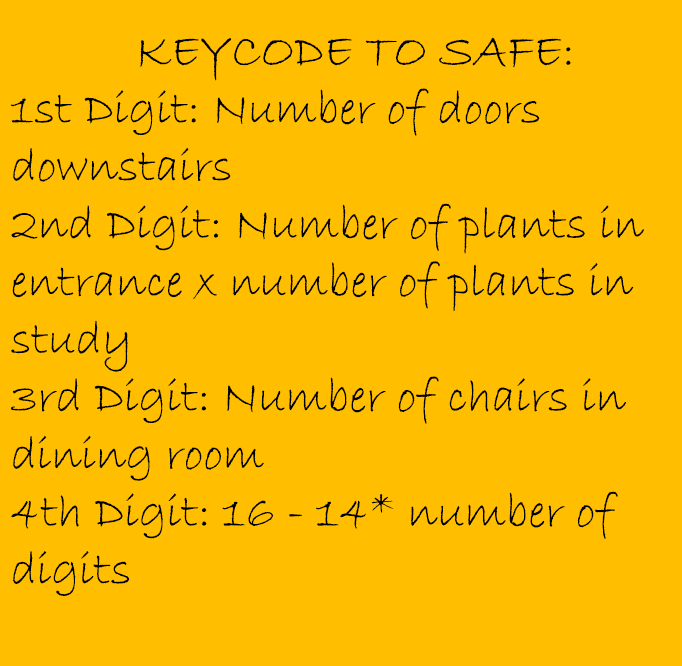 KEYCODE TO SAFE:
1st Digit: Number of doors
downstairs
2nd Digit: Number of plants in
entrance x number of plants in
study
3rd Digit: Number of chairs in
dining room
4th Digit: 16 - 14* number of
digits